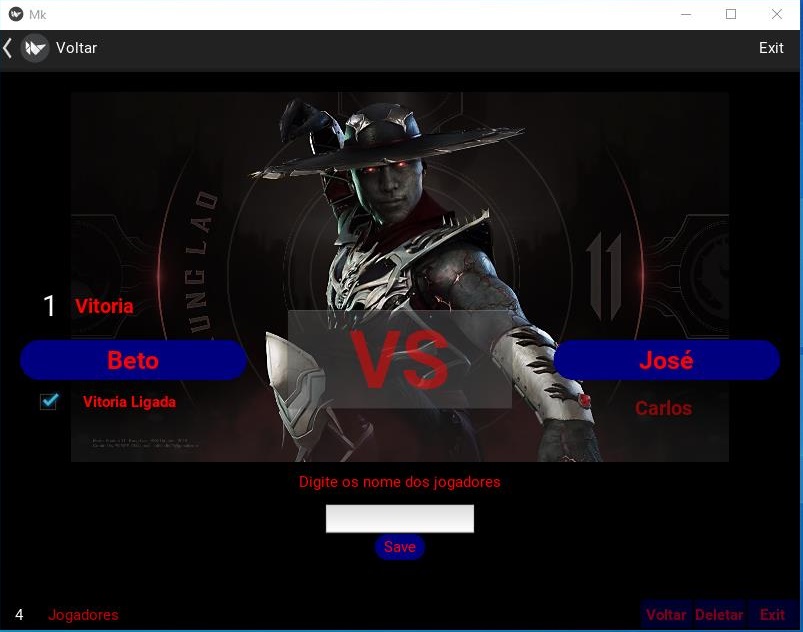 Mk
Voltar
Exit
UNG LAO
11
1 Vitoria
Beto
VS
José
Vitoria Ligada
Carlos
Digite os nome dos jogadores
Save
4 Jogadores
Voltar Deletar Exit